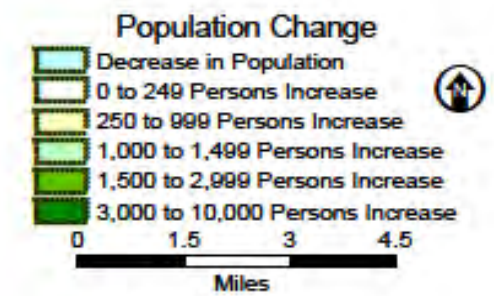 Population Change
Decrease in Population
0 to 249 Persons Increase
N
250 to 999 Persons Increase
1,000 to 1,499 Persons Increase
1,500 to 2,999 Persons Increase
3,000 to 10,000 Persons Increase
0 1.5 3 4.5
Miles